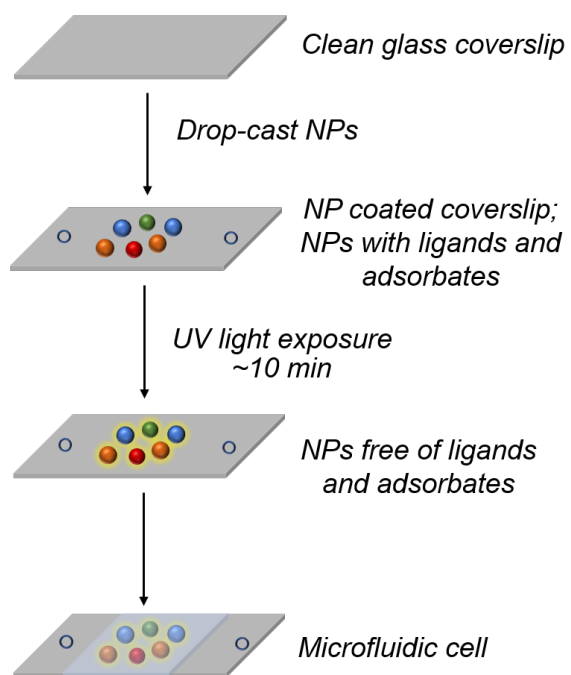 Clean glass coverslip
Drop-cast NPs
NP coated coverslip;
NPs with ligands and
adsorbates
UV light exposure
~10 min
NPs free of ligands
and adsorbates
Microfluidic cell